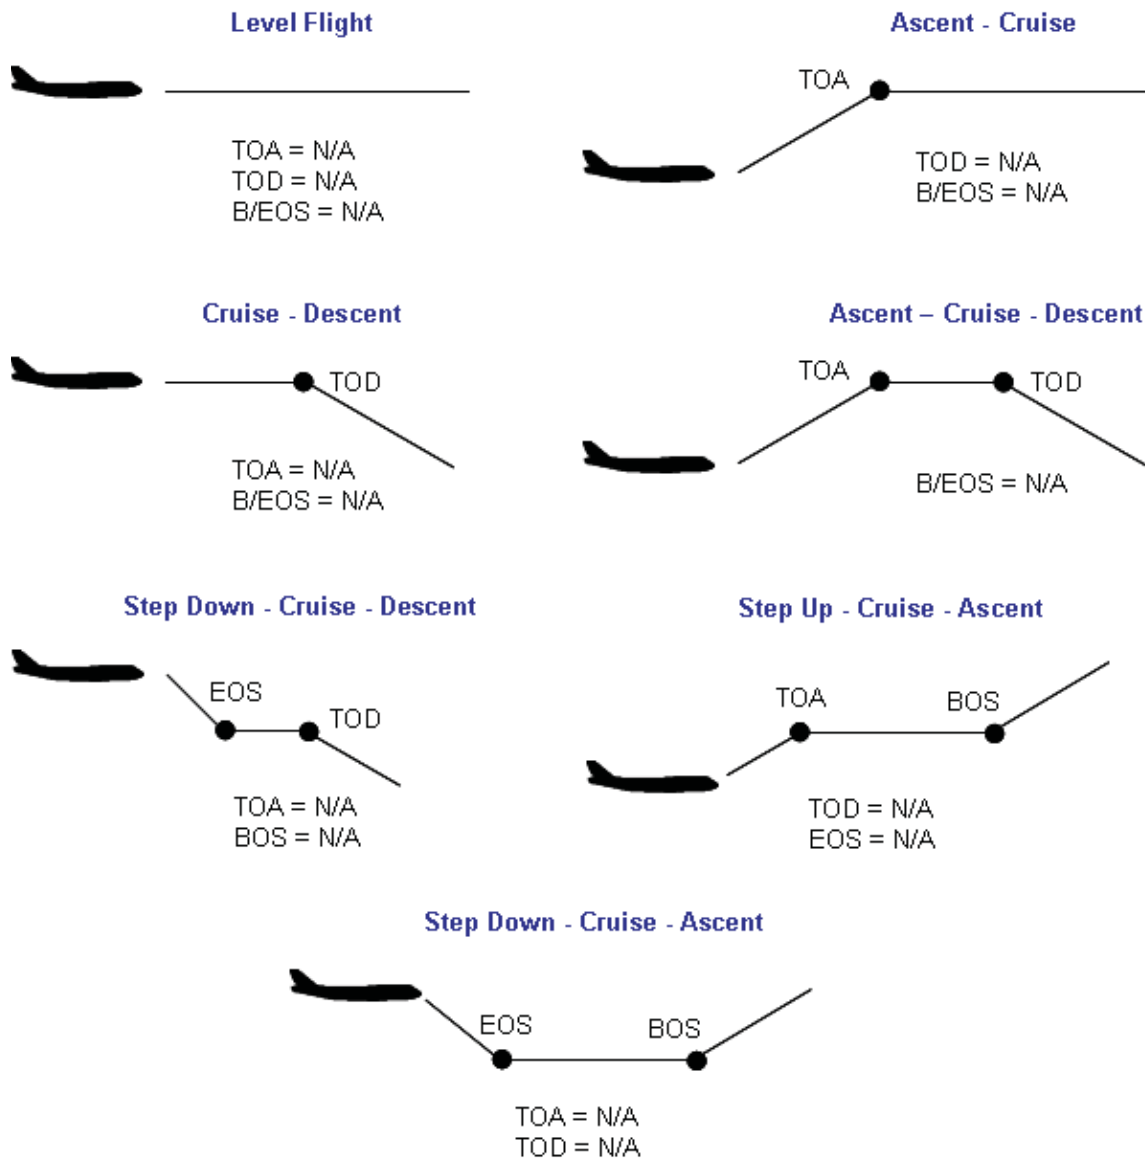 Level Flight
TOA = N/A
TOD = N/A
B/EOS = N/A
Ascent - Cruise
TOA
TOD = N/A
B/EOS = N/A
Cruise - Descent
TOD
TOA = N/A
B/EOS = N/A
Ascent – Cruise - Descent
TOA
TOD
B/EOS = N/A
Step Down - Cruise - Descent
EOS
TOD
TOA = N/A
BOS = N/A
Step Up - Cruise - Ascent
TOA
BOS
TOD = N/A
EOS = N/A
Step Down - Cruise - Ascent
EOS
BOS
TOA = N/A
TOD = N/A